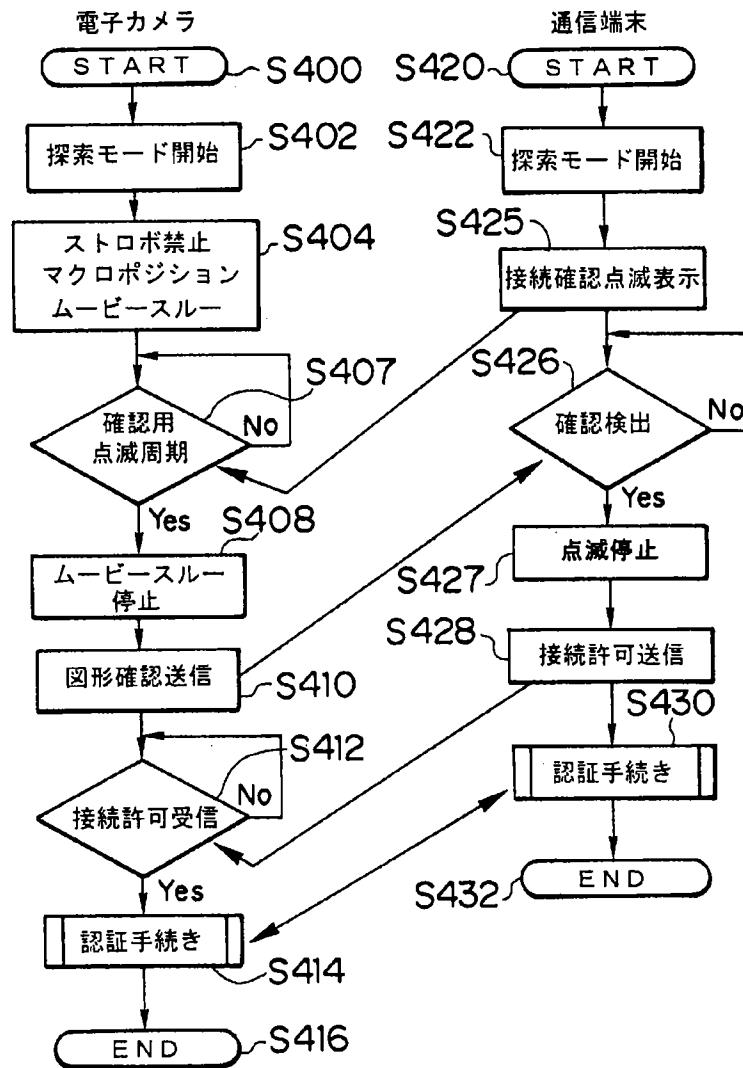 電子カメラ
START
S400
探索モード開始
S402
ストロボ禁止
マクロポジション
ムービースルー
S404
確認用
点滅周期
S407
No
Yes
ムービースルー
停止
S408
図形確認送信
S410
接続許可受信
S412
No
Yes
認証手続き
S414
END
S416
通信端末
S420
START
S422
探索モード開始
S425
接続確認点滅表示
S426
確認検出
No
Yes
点滅停止
S427
S428
接続許可送信
S430
認証手続き
S432
END